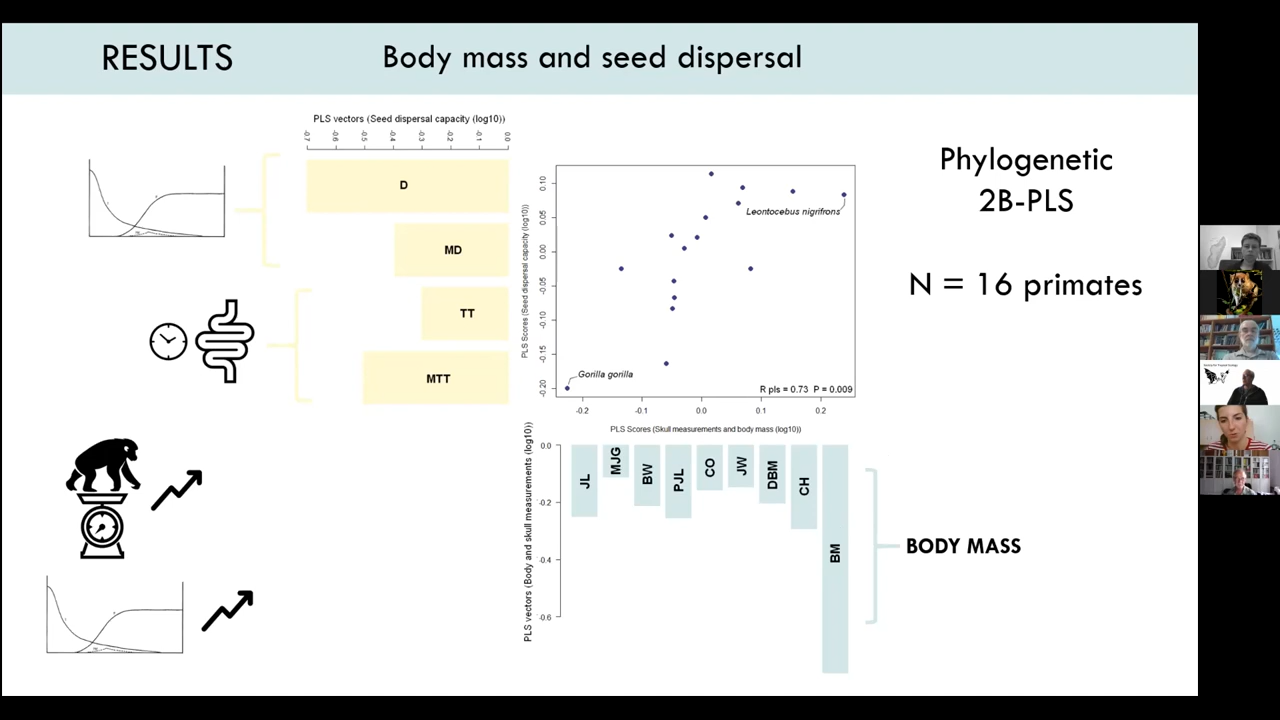 RESULTS
Body mass and seed dispersal
PLS vectors (Seed dispersal capacity (log10))
-0.7 -0.6 -0.5 -0.4 -0.3 -0.2 -0.1 0.0
D
MD
TT
MTT
PLS Scores (Seed dispersal capacity (log10))
0.10
0.05
0.00
-0.05
-0.10
-0.15
-0.20
Leontocebus nigrifrons
Gorilla gorilla
R pls = 0.73 P = 0.009
-0.2 -0.1 0.0 0.1 0.2
PLS Scores (Skull measurements and body mass (log10))
PLS vectors (Body and skull measurements (log10))
0.0
-0.2
-0.4
-0.6
JL
MJG
BW
PJL
CO
JW
DBM
CH
BM
BODY MASS
Phylogenetic
2B-PLS
N = 16 primates